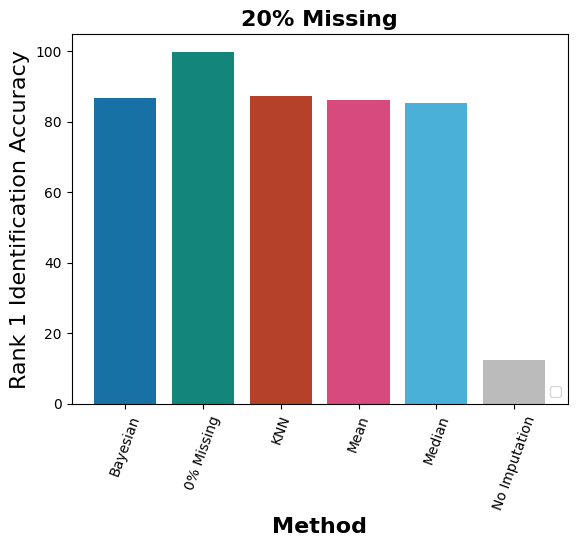 20% Missing
Rank 1 Identification Accuracy
100
80
60
40
20
0
Bayesian
0% Missing
KNN
Mean
Median
No Imputation
Method